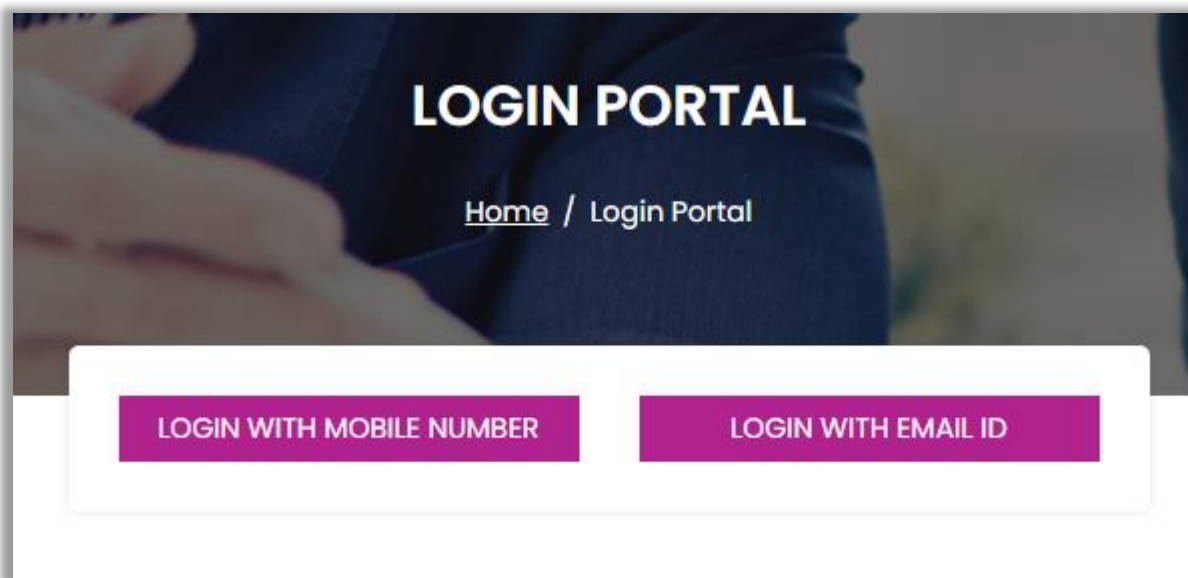 LOGIN PORTAL
Home / Login Portal
LOGIN WITH MOBILE NUMBER
LOGIN WITH EMAIL ID